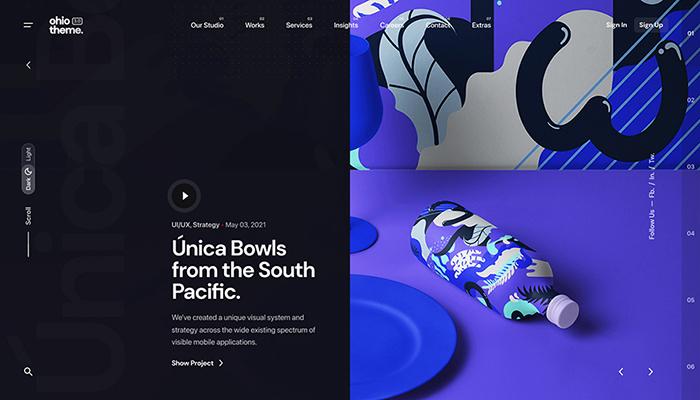 ohio
theme.
01 02 03 04 05 06 07
Our Studio Works Services Insights Careers Contact Extras
Sign In Sign Up
01
02
03
04
05
06
Dark Light
Scroll
Única Bo
UI/UX, Strategy · May 03, 2021
Única Bowls
from the South
Pacific.
We've created a unique visual system and
strategy across the wide existing spectrum of
visible mobile applications.
Show Project
Follow Us — Fb. / In. / Tw.